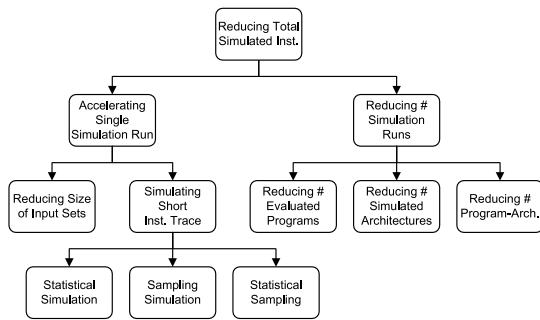 Reducing Total
Simulated Inst.
Accelerating
Single
Simulation Run
Reducing #
Simulation
Runs
Reducing Size
of Input Sets
Simulating
Short
Inst. Trace
Reducing #
Evaluated
Programs
Reducing #
Simulated
Architectures
Reducing #
Program-Arch.
Statistical
Simulation
Sampling
Simulation
Statistical
Sampling